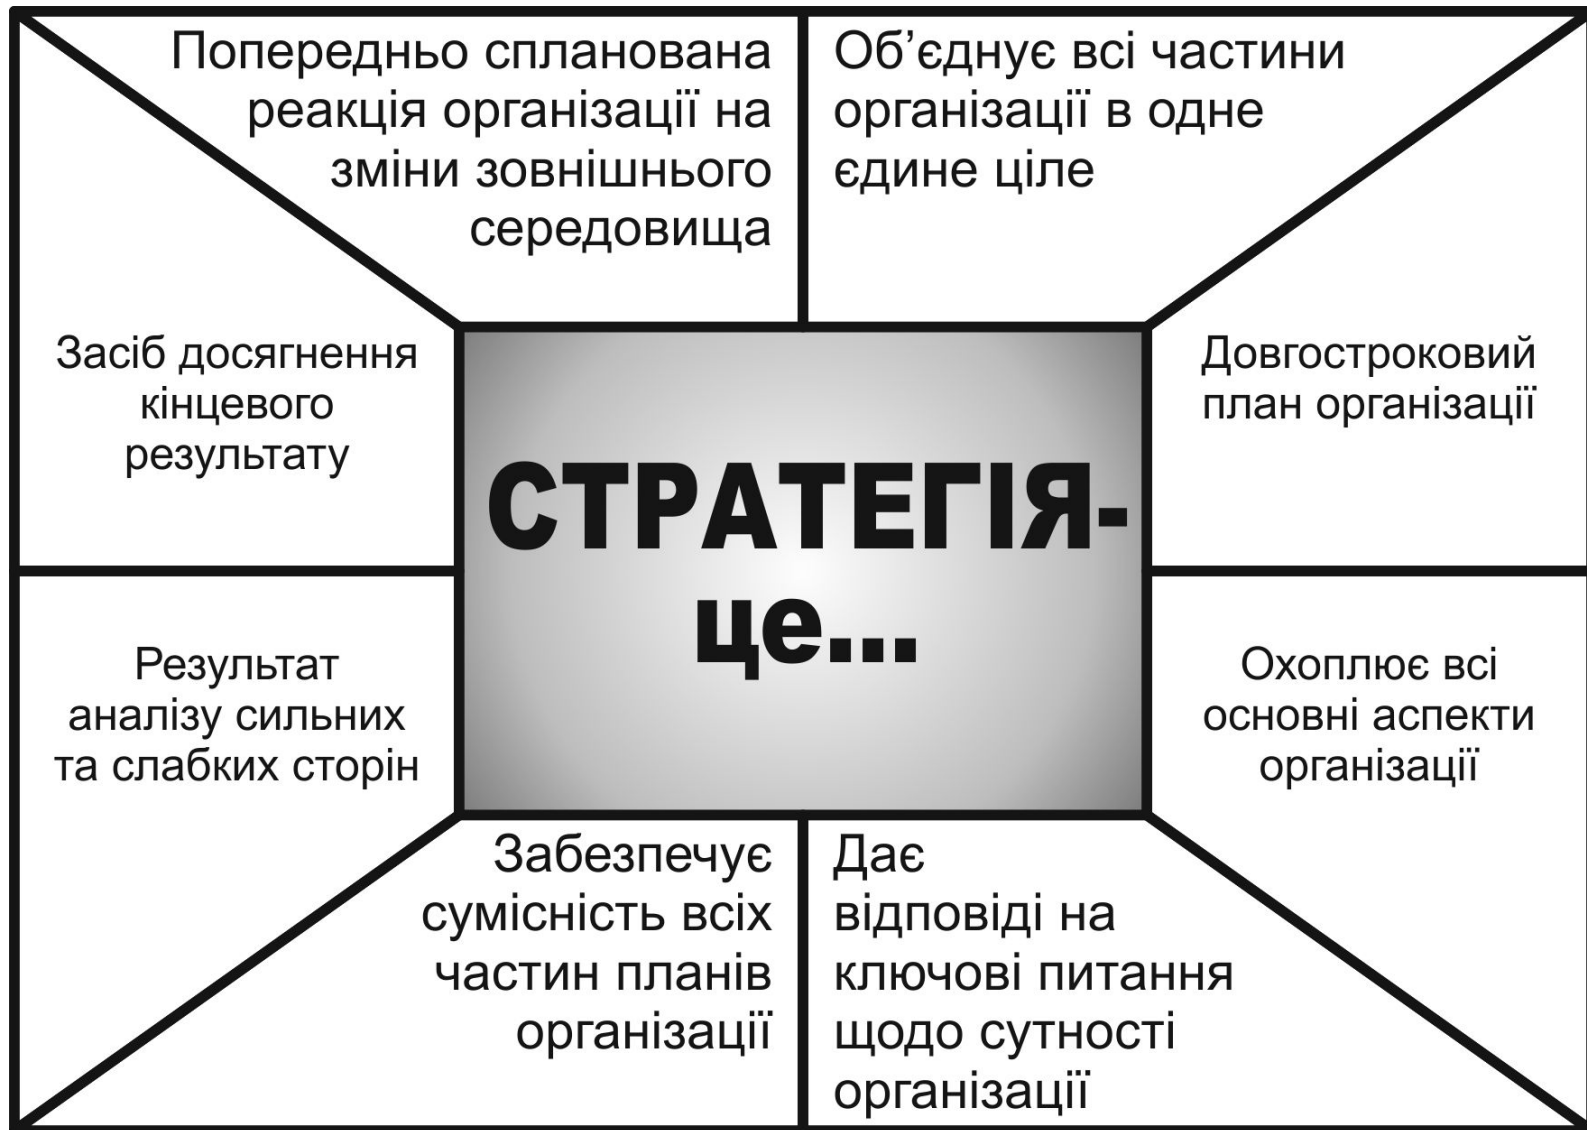 Попередньо спланована
реакція організації на
зміни зовнішнього
середовища
Об’єднує всі частини
організації в одне
єдине ціле
Засіб досягнення
кінцевого
результату
Довгостроковий
план організації
СТРАТЕГІЯ-
це...
Результат
аналізу сильних
та слабких сторін
Охоплює всі
основні аспекти
організації
Забезпечує
сумісність всіх
частин планів
організації
Дає
відповіді на
ключові питання
щодо сутності
організації